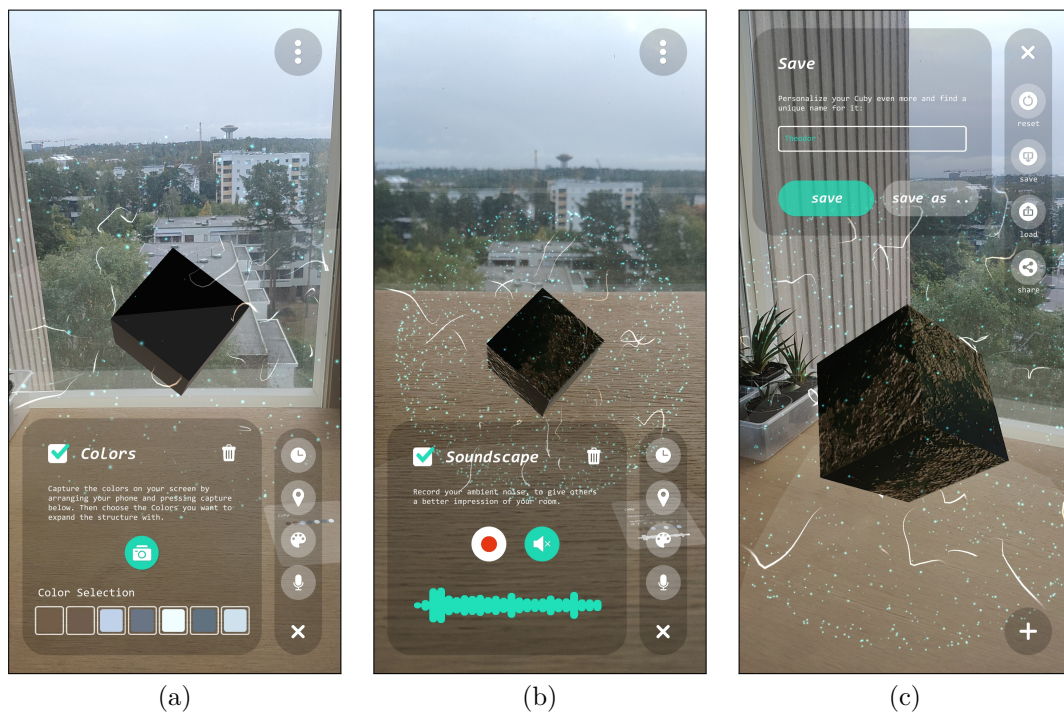 Colors
Capture the colors on your screen by
arranging your phone and pressing capture
below. Then choose the Colors you want to
expand the structure with.
Color Selection
(a)
Soundscape
Record your ambient noise, to give others
a better impression of your room.
(b)
Save
Personalize your Cuby even more and find a
unique name for it:
Theodor
save
save as ..
reset
save
load
share
(c)